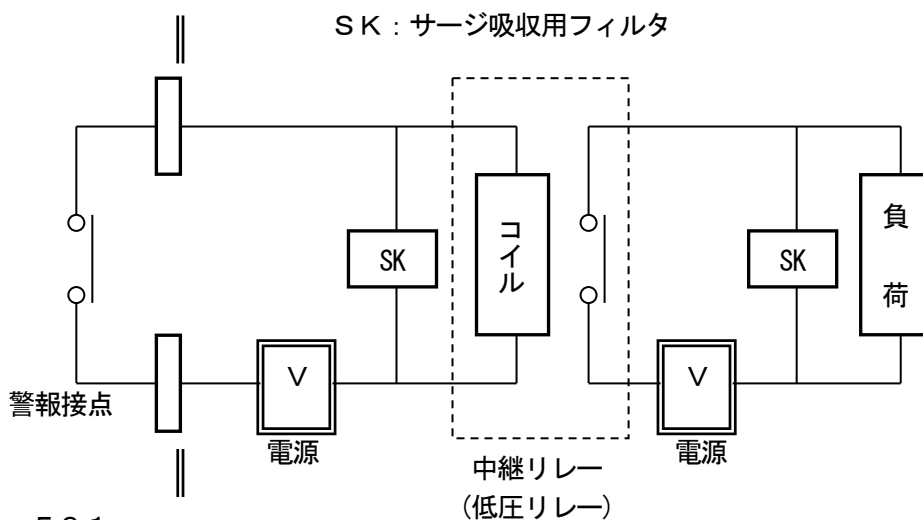 SK:サージ吸収用フィルタ
SK
コイル
SK
負荷
V
V
警報接点
電源
電源
中継リレー
(低圧リレー)